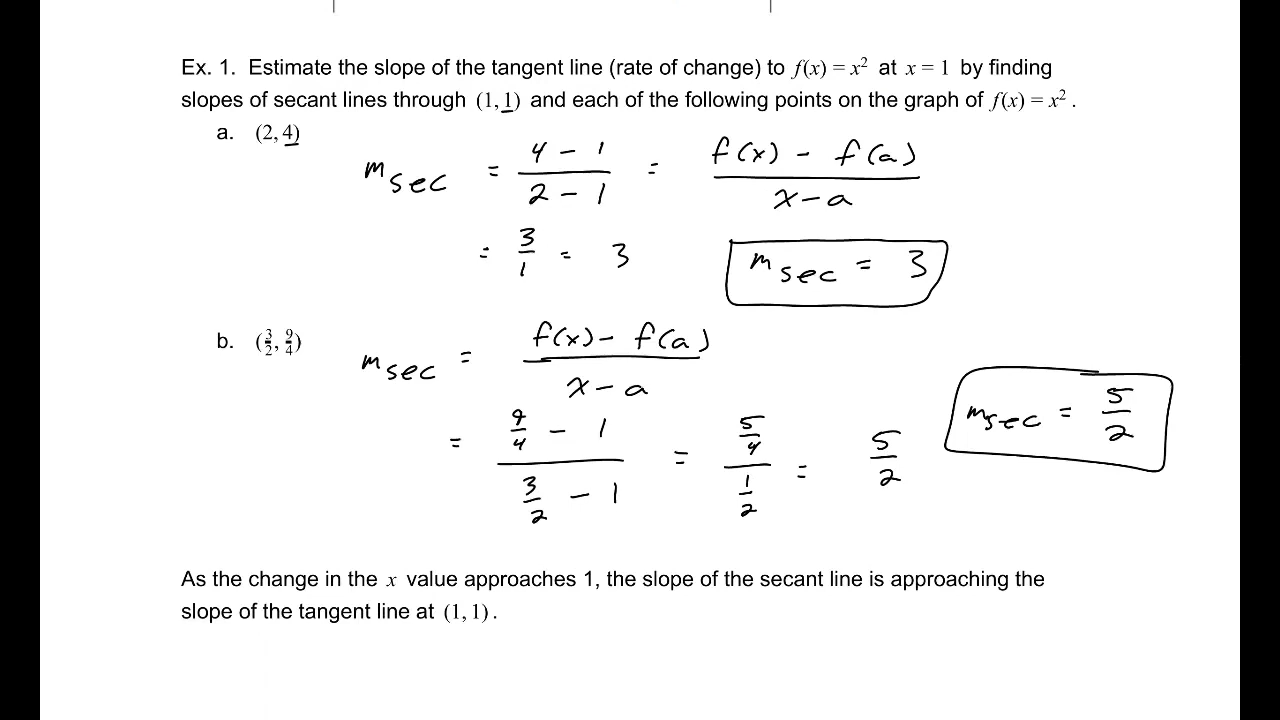 Ex. 1. Estimate the slope of the tangent line (rate of change) to f(x) = x² at x = 1 by finding
slopes of secant lines through (1, 1) and each of the following points on the graph of f(x) = x².
a. (2, 4)
m sec = (4 - 1)/(2 - 1) = (f(x) - f(a))/(x - a)
= 3/1 = 3
m sec = 3
b. (3/2, 9/4)
m sec = (f(x) - f(a))/(x - a)
= (9/4 - 1)/(3/2 - 1) = (5/4)/(1/2) = 5/2
m sec = 5/2
As the change in the x value approaches 1, the slope of the secant line is approaching the
slope of the tangent line at (1, 1).